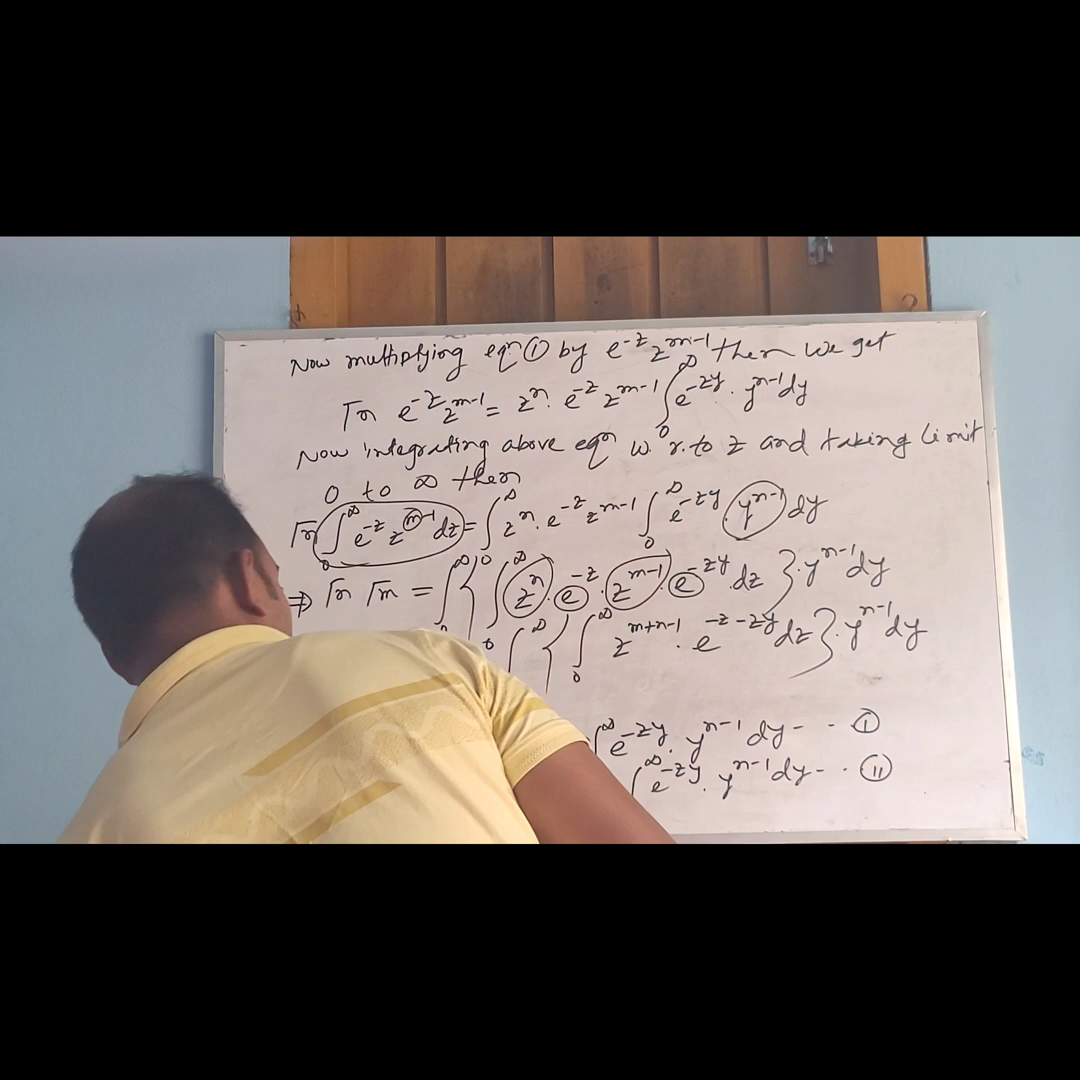 Now multiplying eqn ① by e^{-z} z^{m-1} then we get
Γn e^{-z} z^{m-1} = z^n · e^{-z} z^{m-1} ∫_0^∞ e^{-zy} · y^{n-1} dy
Now integrating above eqn w.r.to z and taking limit
0 to ∞ then
Γn ∫_0^∞ e^{-z} z^{m-1} dz = ∫_0^∞ z^n · e^{-z} z^{m-1} ∫_0^∞ e^{-zy} · y^{n-1} dy
⇒ Γn Γm = ∫_0^∞ { ∫_0^∞ z^n · e^{-z} · z^{m-1} · e^{-zy} · dz } · y^{n-1} dy
∫^∞ { ∫_0^∞ z^{m+n-1} · e^{-z-zy} dz } · y^{n-1} dy
∫^∞ e^{-zy} · y^{n-1} dy - - - ⓘ
∫^∞ e^{-zy} · y^{n-1} dy - - · ⓘⓘ